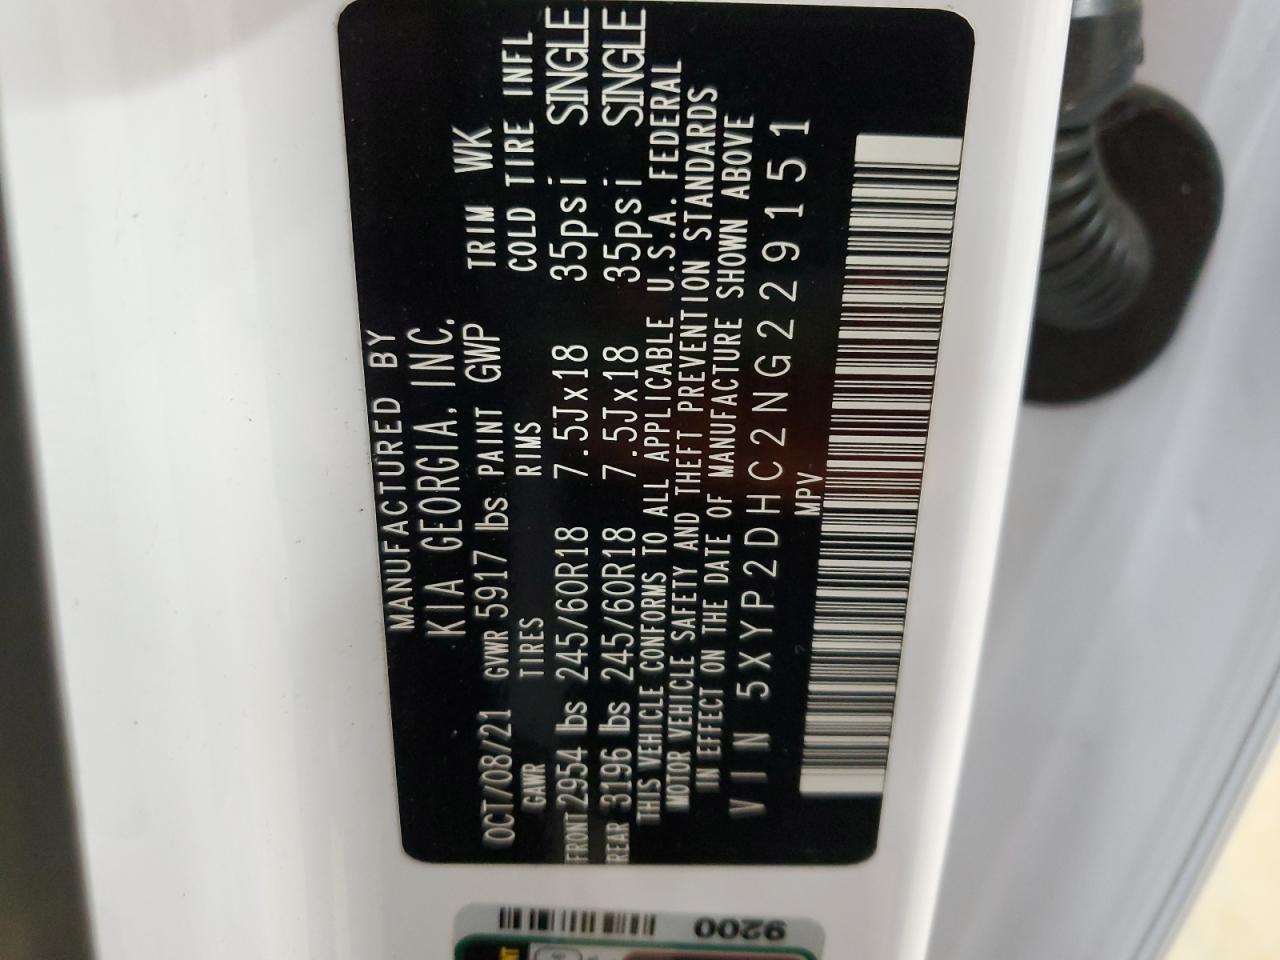 MANUFACTURED BY
KIA GEORGIA, INC.
OCT/08/21 GVWR 5917 lbs PAINT GWP TRIM WK
GAWR TIRES RIMS COLD TIRE INFL
FRONT 2954 lbs 245/60R18 7.5Jx18 35psi SINGLE
REAR 3196 lbs 245/60R18 7.5Jx18 35psi SINGLE
THIS VEHICLE CONFORMS TO ALL APPLICABLE U.S.A. FEDERAL
MOTOR VEHICLE SAFETY AND THEFT PREVENTION STANDARDS
IN EFFECT ON THE DATE OF MANUFACTURE SHOWN ABOVE
VIN 5XYP2DHC2NG229151
MPV
9200